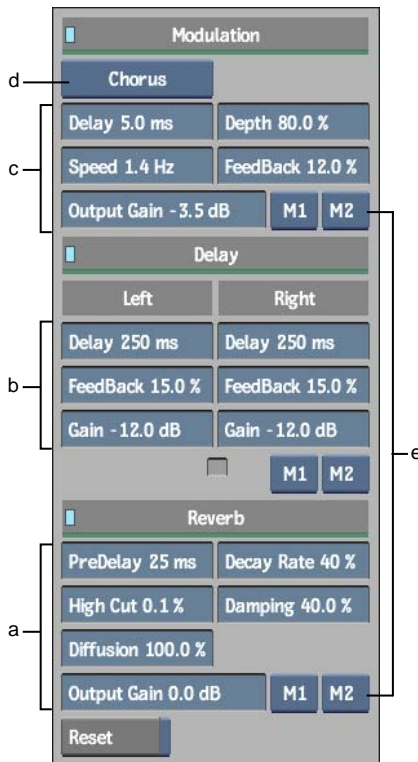 Modulation
d Chorus
Delay 5.0 ms Depth 80.0 %
c Speed 1.4 Hz FeedBack 12.0 %
Output Gain -3.5 dB M1 M2
Delay
Left Right
Delay 250 ms Delay 250 ms
b FeedBack 15.0 % FeedBack 15.0 %
Gain -12.0 dB Gain -12.0 dB
e
M1 M2
Reverb
PreDelay 25 ms Decay Rate 40 %
a High Cut 0.1 % Damping 40.0 %
Diffusion 100.0 %
Output Gain 0.0 dB M1 M2
Reset